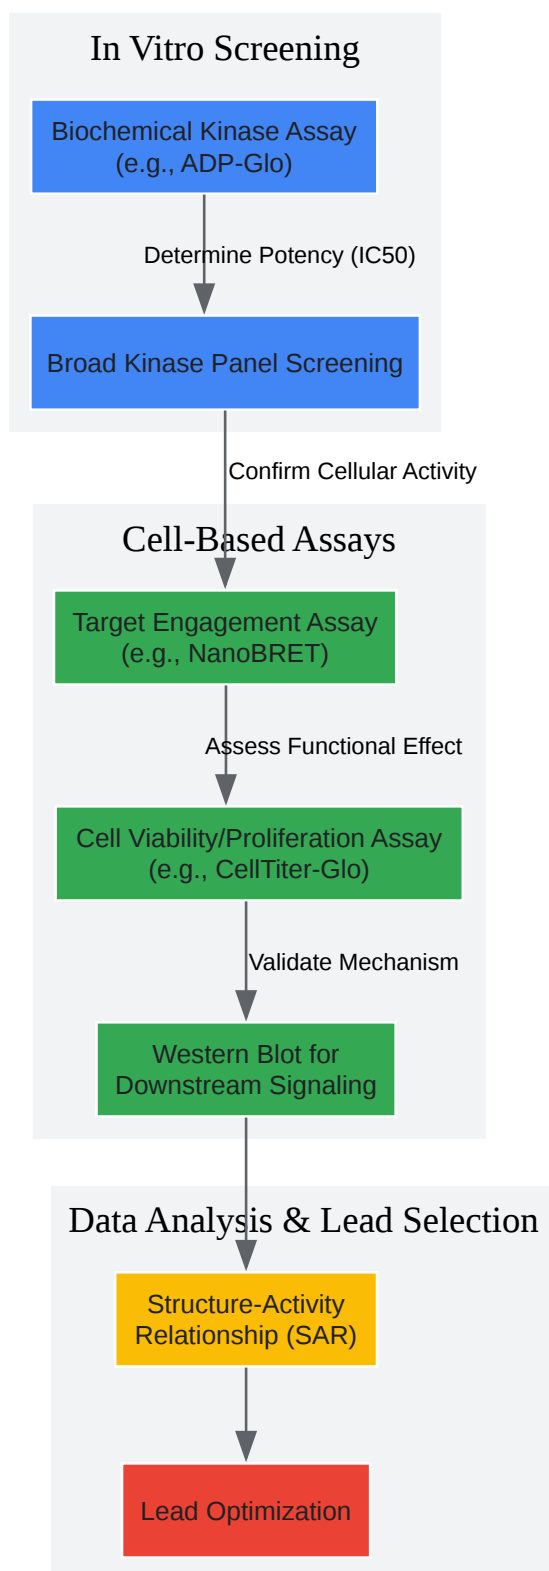 In Vitro Screening
Biochemical Kinase Assay
(e.g., ADP-Glo)
Determine Potency (IC50)
Broad Kinase Panel Screening
Confirm Cellular Activity
Cell-Based Assays
Target Engagement Assay
(e.g., NanoBRET)
Assess Functional Effect
Cell Viability/Proliferation Assay
(e.g., CellTiter-Glo)
Validate Mechanism
Western Blot for
Downstream Signaling
Data Analysis & Lead Selection
Structure-Activity
Relationship (SAR)
Lead Optimization